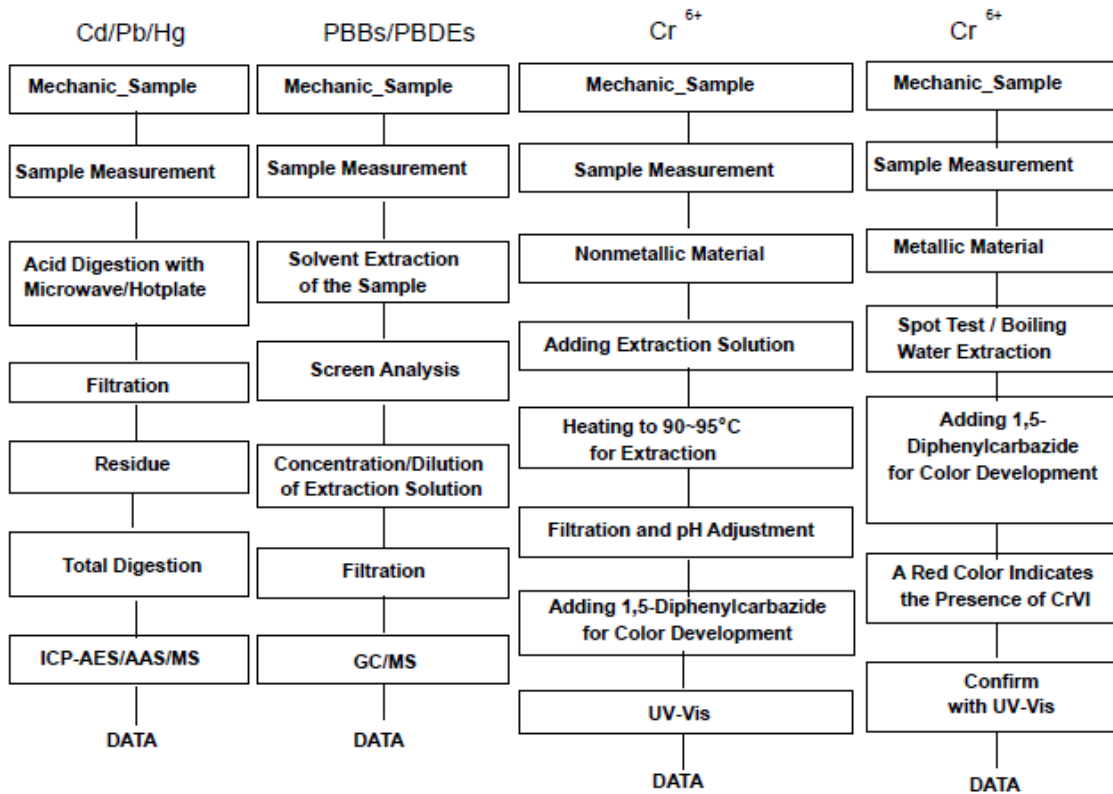 Cd/Pb/Hg
Mechanic_Sample
Sample Measurement
Acid Digestion with
Microwave/Hotplate
Filtration
Residue
Total Digestion
ICP-AES/AAS/MS
DATA
PBBs/PBDEs
Mechanic_Sample
Sample Measurement
Solvent Extraction
of the Sample
Screen Analysis
Concentration/Dilution
of Extraction Solution
Filtration
GC/MS
DATA
Cr 6+
Mechanic_Sample
Sample Measurement
Nonmetallic Material
Adding Extraction Solution
Heating to 90~95°C
for Extraction
Filtration and pH Adjustment
Adding 1,5-Diphenylcarbazide
for Color Development
UV-Vis
DATA
Cr 6+
Mechanic_Sample
Sample Measurement
Metallic Material
Spot Test / Boiling
Water Extraction
Adding 1,5-
Diphenylcarbazide
for Color Development
A Red Color Indicates
the Presence of CrVI
Confirm
with UV-Vis
DATA